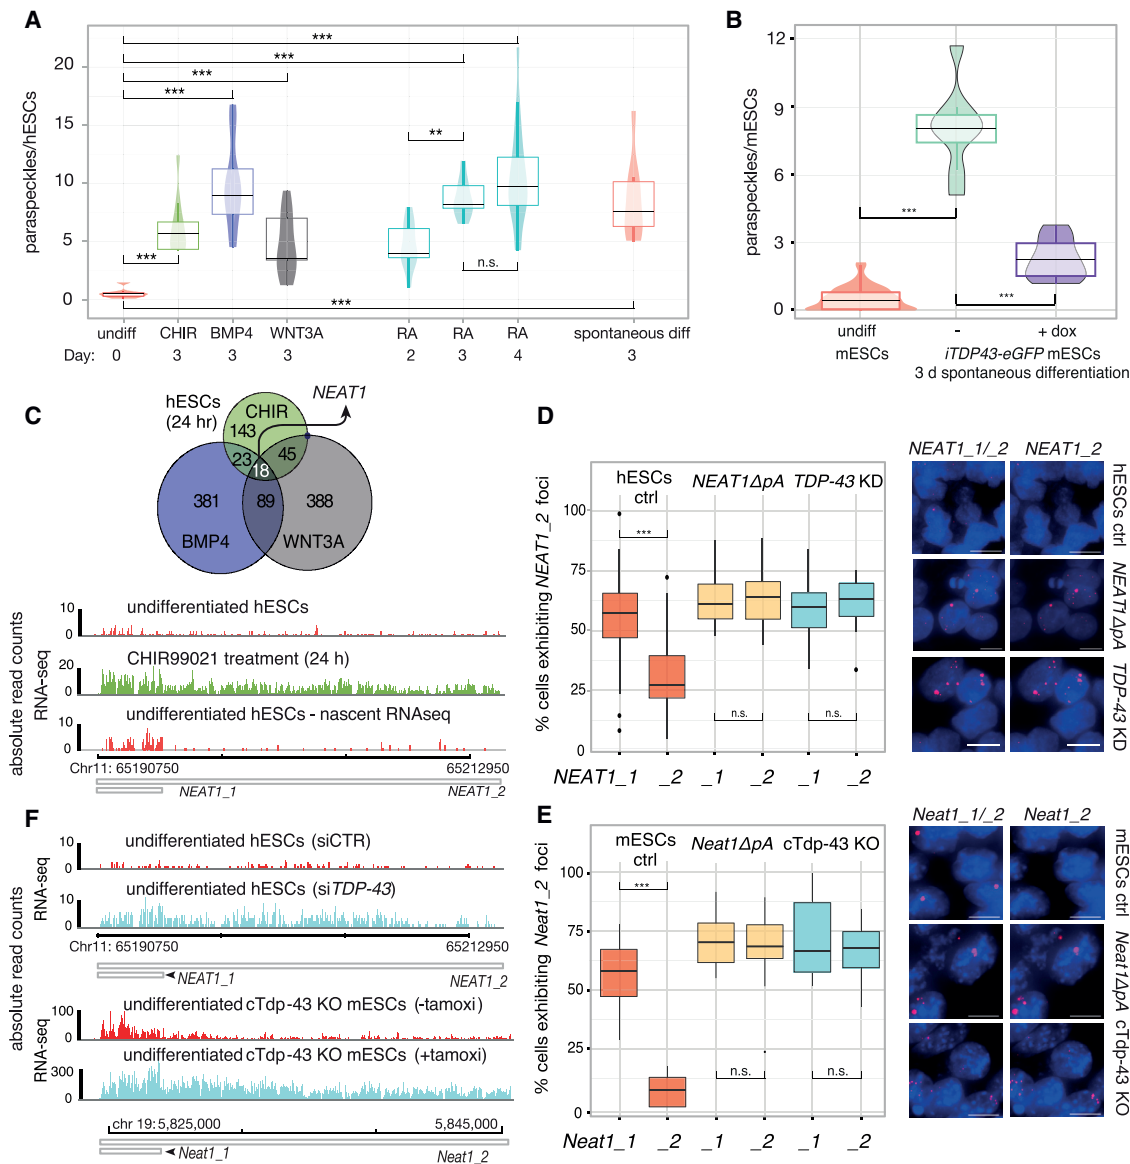 A
paraspeckles/hESCs
20
15
10
5
0
***
***
***
***
***
**
n.s.
***
undiff CHIR BMP4 WNT3A RA RA RA spontaneous diff
Day: 0 3 3 3 2 3 4 3
B
paraspeckles/mESCs
12
9
6
3
0
***
***
undiff - + dox
mESCs iTDP43-eGFP mESCs
3 d spontaneous differentiation
C
hESCs
(24 hr)
NEAT1
CHIR
143
23
45
18
381
89
388
BMP4
WNT3A
absolute read counts
RNA-seq
10
0
undifferentiated hESCs
20
0
CHIR99021 treatment (24 h)
10
0
undifferentiated hESCs - nascent RNAseq
Chr11: 65190750 65212950
NEAT1_1 NEAT1_2
D
% cells exhibiting NEAT1_2 foci
100
75
50
25
0
hESCs
ctrl
NEAT1ΔpA TDP-43 KD
***
n.s. n.s.
NEAT1_1 _2 _1 _2 _1 _2
NEAT1_1/_2 NEAT1_2
hESCs ctrl
NEAT1ΔpA
TDP-43 KD
E
% cells exhibiting Neat1_2 foci
100
75
50
25
0
mESCs
ctrl
Neat1ΔpA cTdp-43 KO
***
n.s. n.s.
Neat1_1 _2 _1 _2 _1 _2
Neat1_1/_2 Neat1_2
mESCs ctrl
Neat1ΔpA
cTdp-43 KO
F
absolute read counts
RNA-seq
10
0
undifferentiated hESCs (siCTR)
10
0
undifferentiated hESCs (siTDP-43)
Chr11: 65190750 65212950
NEAT1_1 NEAT1_2
RNA-seq
100
0
undifferentiated cTdp-43 KO mESCs (-tamoxi)
300
0
undifferentiated cTdp-43 KO mESCs (+tamoxi)
chr 19: 5,825,000 5,845,000
Neat1_1 Neat1_2